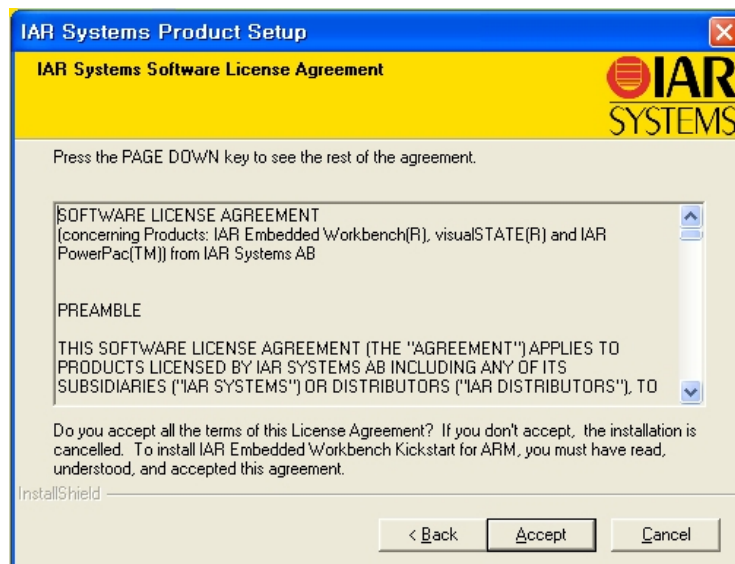 IAR Systems Product Setup
IAR Systems Software License Agreement
IAR
SYSTEMS
Press the PAGE DOWN key to see the rest of the agreement.
SOFTWARE LICENSE AGREEMENT
(concerning Products: IAR Embedded Workbench(R), visualSTATE(R) and IAR
PowerPac(TM)) from IAR Systems AB
PREAMBLE
THIS SOFTWARE LICENSE AGREEMENT (THE "AGREEMENT") APPLIES TO
PRODUCTS LICENSED BY IAR SYSTEMS AB INCLUDING ANY OF ITS
SUBSIDIARIES ("IAR SYSTEMS") OR DISTRIBUTORS ("IAR DISTRIBUTORS"), TO
Do you accept all the terms of this License Agreement? If you don't accept, the installation is
cancelled. To install IAR Embedded Workbench Kickstart for ARM, you must have read,
understood, and accepted this agreement.
InstallShield
< Back
Accept
Cancel